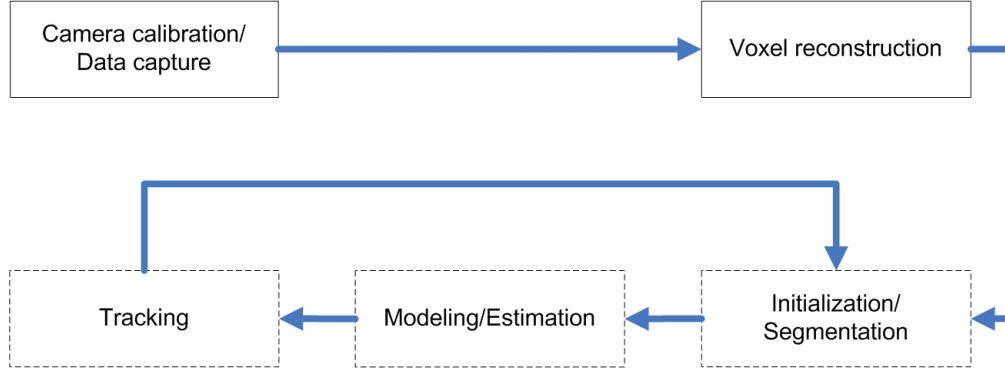 Camera calibration/
Data capture
Voxel reconstruction
Tracking
Modeling/Estimation
Initialization/
Segmentation